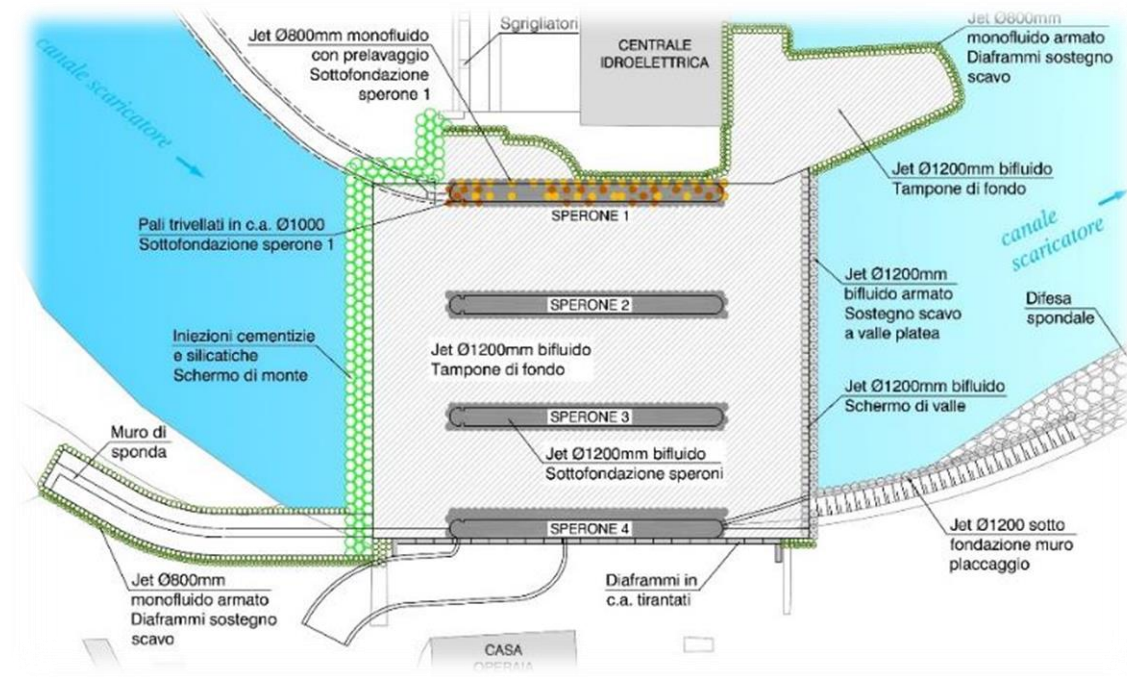 Sgrigliatori
CENTRALE
IDROELETTRICA
Jet Ø800mm monofluido
con prelavaggio
Sottofondazione
sperone 1
Jet Ø800mm
monofluido armato
Diaframmi sostegno
scavo
canale
scaricatore
Jet Ø1200mm bifluido
Tampone di fondo
Pali trivellati in c.a. Ø1000
Sottofondazione sperone 1
SPERONE 1
canale
scaricatore
Jet Ø1200mm
bifluido armato
Sostegno scavo
a valle platea
Difesa
spondale
SPERONE 2
Iniezioni cementizie
e silicatiche
Schermo di monte
Jet Ø1200mm bifluido
Tampone di fondo
Jet Ø1200mm bifluido
Schermo di valle
SPERONE 3
Muro di
sponda
Jet Ø1200mm bifluido
Sottofondazione speroni
SPERONE 4
Jet Ø1200 sotto
fondazione muro
placcaggio
Jet Ø800mm
monofluido armato
Diaframmi sostegno
scavo
Diaframmi in
c.a. tirantati
CASA
OPERAIA